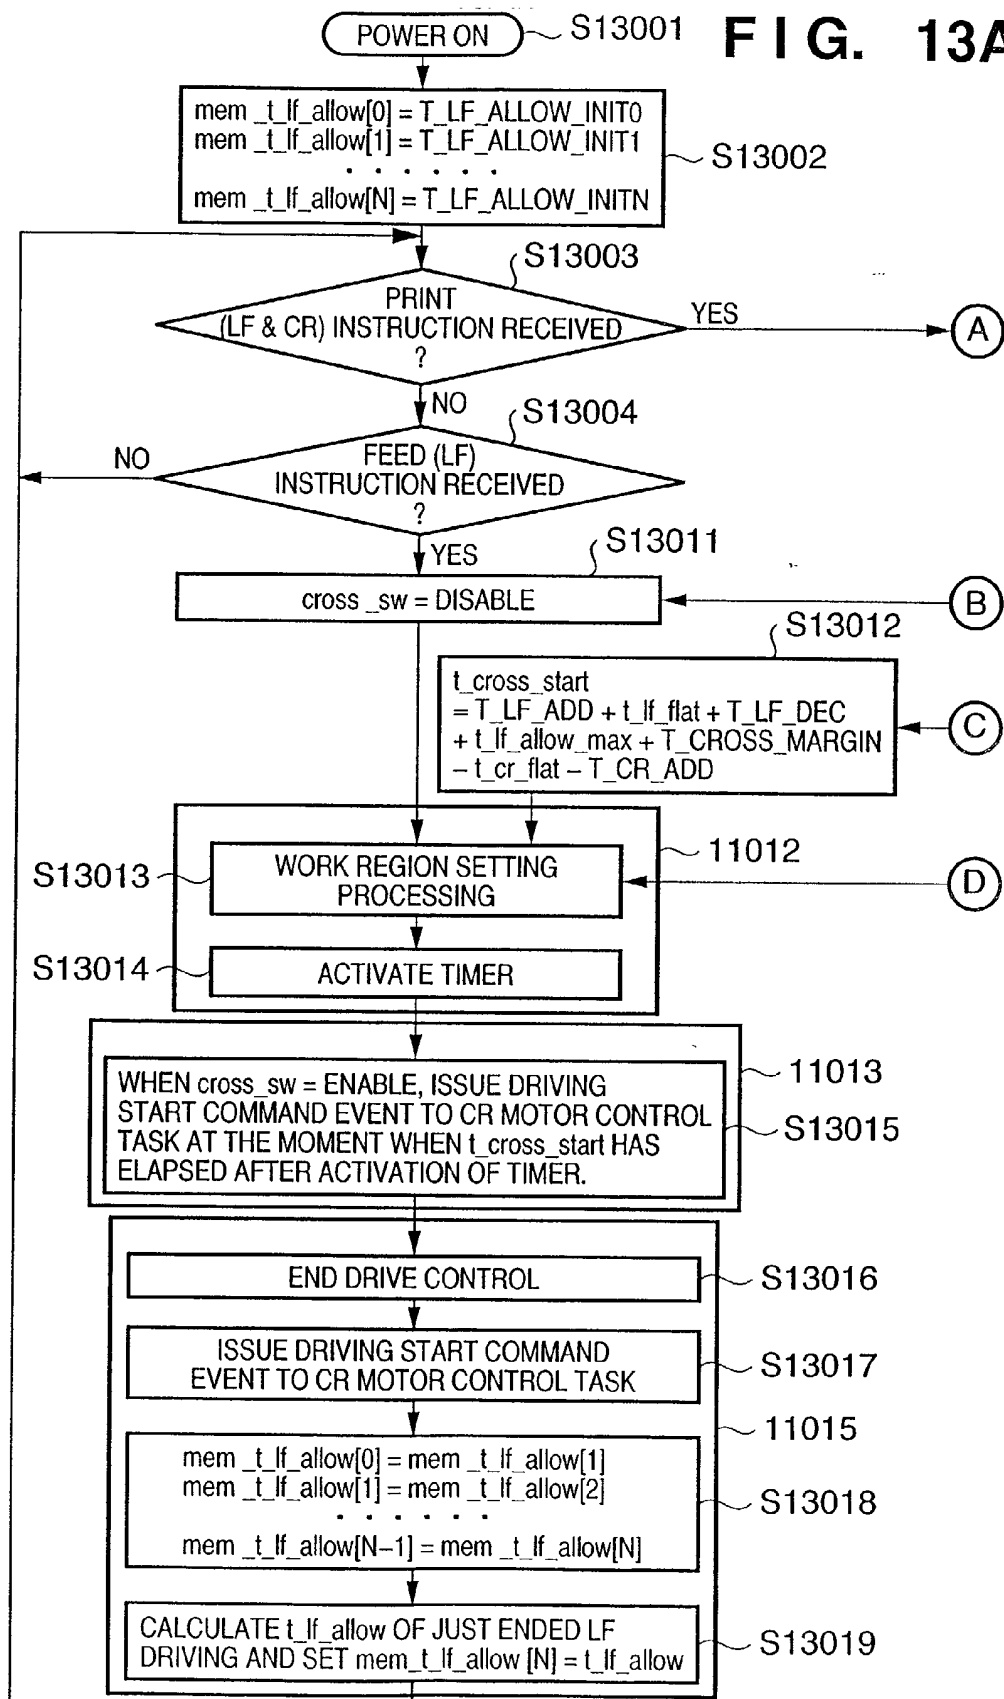 POWER ON
S13001
FIG. 13A
mem _t_lf_allow[0] = T_LF_ALLOW_INIT0
mem _t_lf_allow[1] = T_LF_ALLOW_INIT1
. . . . . .
mem _t_lf_allow[N] = T_LF_ALLOW_INITN
S13002
S13003
PRINT
(LF & CR) INSTRUCTION RECEIVED
?
YES
A
NO
S13004
FEED (LF)
INSTRUCTION RECEIVED
?
NO
YES
S13011
cross _sw = DISABLE
B
S13012
t_cross_start
= T_LF_ADD + t_lf_flat + T_LF_DEC
+ t_lf_allow_max + T_CROSS_MARGIN
− t_cr_flat − T_CR_ADD
C
11012
S13013
WORK REGION SETTING
PROCESSING
D
S13014
ACTIVATE TIMER
11013
WHEN cross_sw = ENABLE, ISSUE DRIVING
START COMMAND EVENT TO CR MOTOR CONTROL
TASK AT THE MOMENT WHEN t_cross_start HAS
ELAPSED AFTER ACTIVATION OF TIMER.
S13015
END DRIVE CONTROL
S13016
ISSUE DRIVING START COMMAND
EVENT TO CR MOTOR CONTROL TASK
S13017
11015
mem _t_lf_allow[0] = mem _t_lf_allow[1]
mem _t_lf_allow[1] = mem _t_lf_allow[2]
. . . . . .
mem _t_lf_allow[N−1] = mem _t_lf_allow[N]
S13018
CALCULATE t_lf_allow OF JUST ENDED LF
DRIVING AND SET mem_t_lf_allow [N] = t_lf_allow
S13019